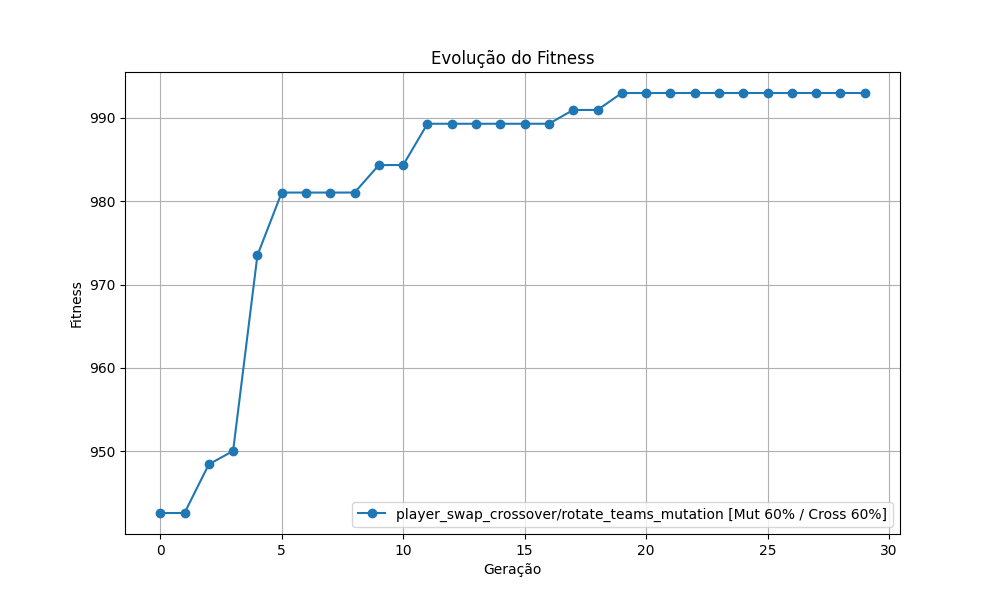 Evolução do Fitness
Fitness
990
980
970
960
950
0 5 10 15 20 25 30
Geração
player_swap_crossover/rotate_teams_mutation [Mut 60% / Cross 60%]